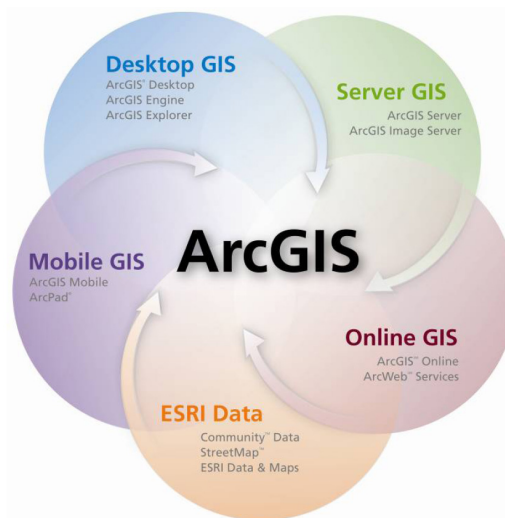 Desktop GIS
ArcGIS® Desktop
ArcGIS Engine
ArcGIS Explorer
Server GIS
ArcGIS Server
ArcGIS Image Server
ArcGIS
Mobile GIS
ArcGIS Mobile
ArcPad®
Online GIS
ArcGIS™ Online
ArcWeb™ Services
ESRI Data
Community™ Data
StreetMap™
ESRI Data & Maps